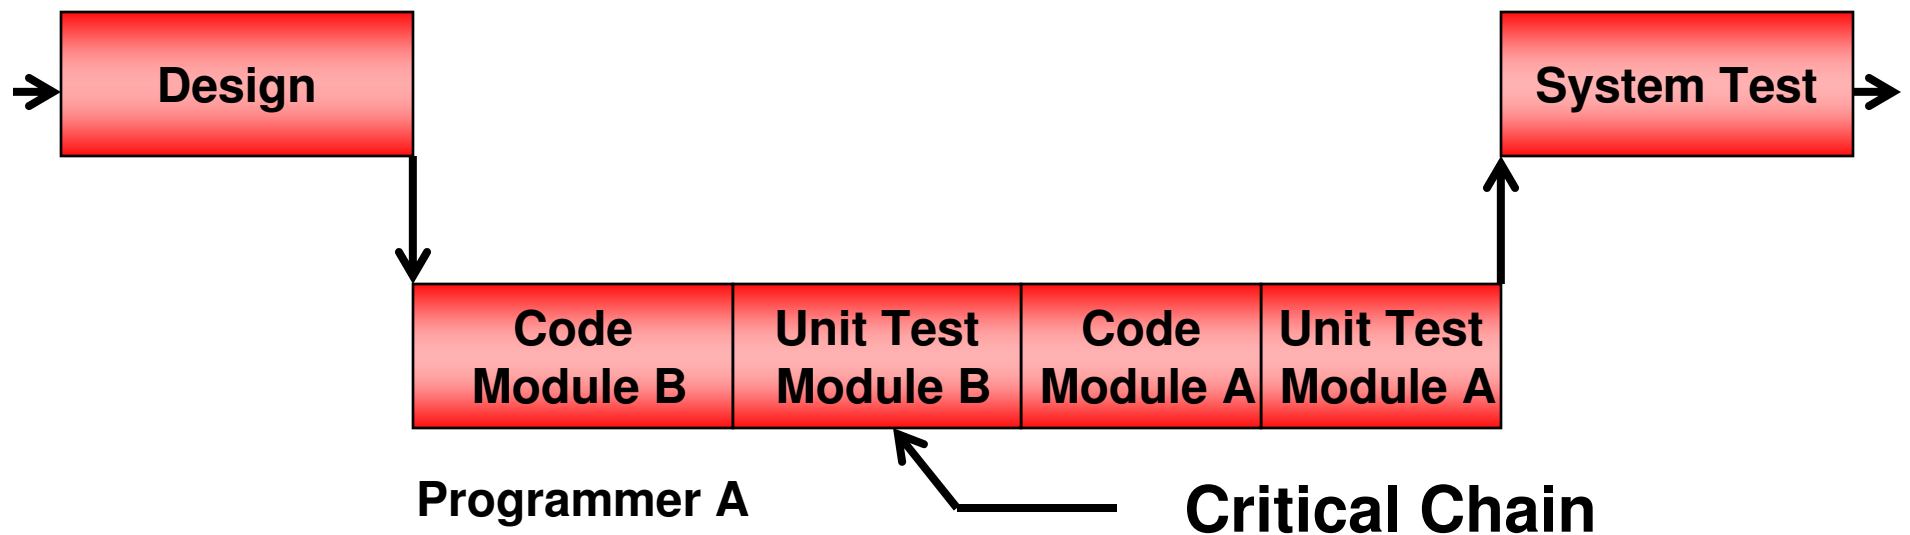 Design
System Test
Code
Module B
Unit Test
Module B
Code
Module A
Unit Test
Module A
Programmer A
Critical Chain